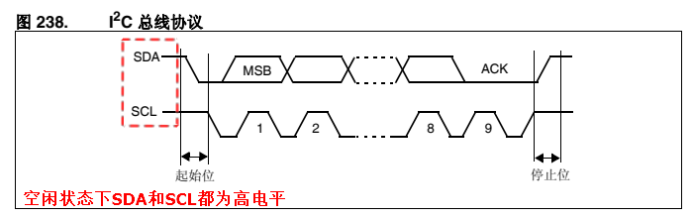 图 238. I²C 总线协议
SDA MSB ACK
SCL 1 2 8 9
起始位 停止位
空闲状态下SDA和SCL都为高电平